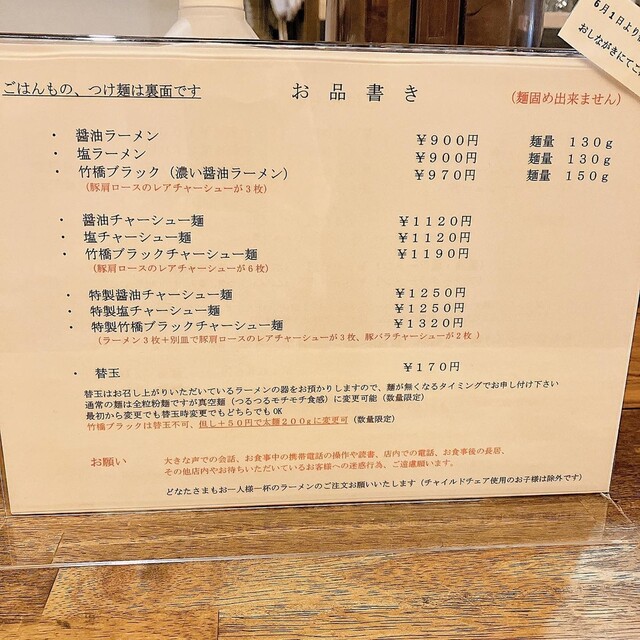 6月1日より
おしながきにてご
ごはんもの、つけ麺は裏面です
お品書き
（麺固め出来ません）
・ 醤油ラーメン ￥９００円 麺量 １３０ｇ
・ 塩ラーメン ￥９００円 麺量 １３０ｇ
・ 竹橋ブラック（濃い醤油ラーメン） ￥９７０円 麺量 １５０ｇ
（豚肩ロースのレアチャーシューが３枚）
・ 醤油チャーシュー麺 ￥１１２０円
・ 塩チャーシュー麺 ￥１１２０円
・ 竹橋ブラックチャーシュー麺 ￥１１９０円
（豚肩ロースのレアチャーシューが６枚）
・ 特製醤油チャーシュー麺 ￥１２５０円
・ 特製塩チャーシュー麺 ￥１２５０円
・ 特製竹橋ブラックチャーシュー麺 ￥１３２０円
（ラーメン３枚＋別皿で豚肩ロースのレアチャーシューが３枚、豚バラチャーシューが２枚 ）
・ 替玉 ￥１７０円
替玉はお召し上がりいただいているラーメンの器をお預かりしますので、麺が無くなるタイミングでお申し付け下さい
通常の麺は全粒粉麺ですが真空麺（つるつるモチモチ食感）に変更可能（数量限定）
最初から変更でも替玉時変更でもどちらでもOK
竹橋ブラックは替玉不可、但し＋５０円で太麺２００ｇに変更可（数量限定）
お願い 大きな声での会話、お食事中の携帯電話の操作や読書、店内での電話、お食事後の長居、
その他店内やお待ちいただいているお客様への迷惑行為、ご遠慮願います。
どなたさまもお一人様一杯のラーメンのご注文お願いいたします（チャイルドチェア使用のお子様は除外です）